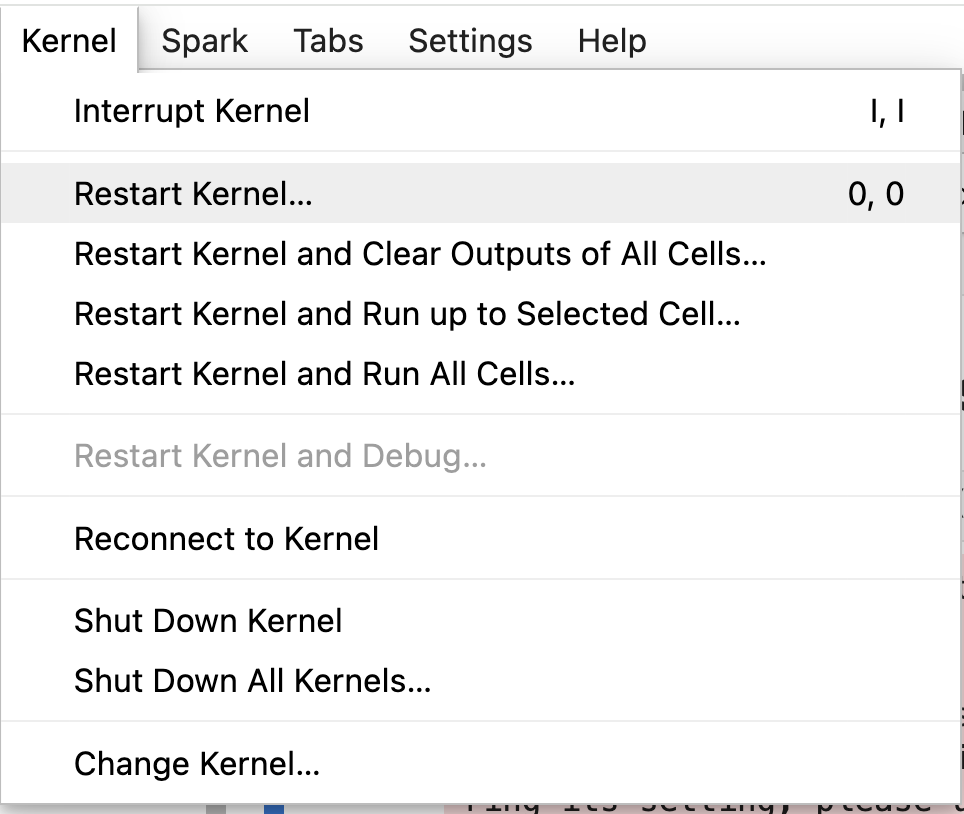 Kernel Spark Tabs Settings Help
Interrupt Kernel I, I
Restart Kernel... 0, 0
Restart Kernel and Clear Outputs of All Cells...
Restart Kernel and Run up to Selected Cell...
Restart Kernel and Run All Cells...
Restart Kernel and Debug...
Reconnect to Kernel
Shut Down Kernel
Shut Down All Kernels...
Change Kernel...
its setting, please